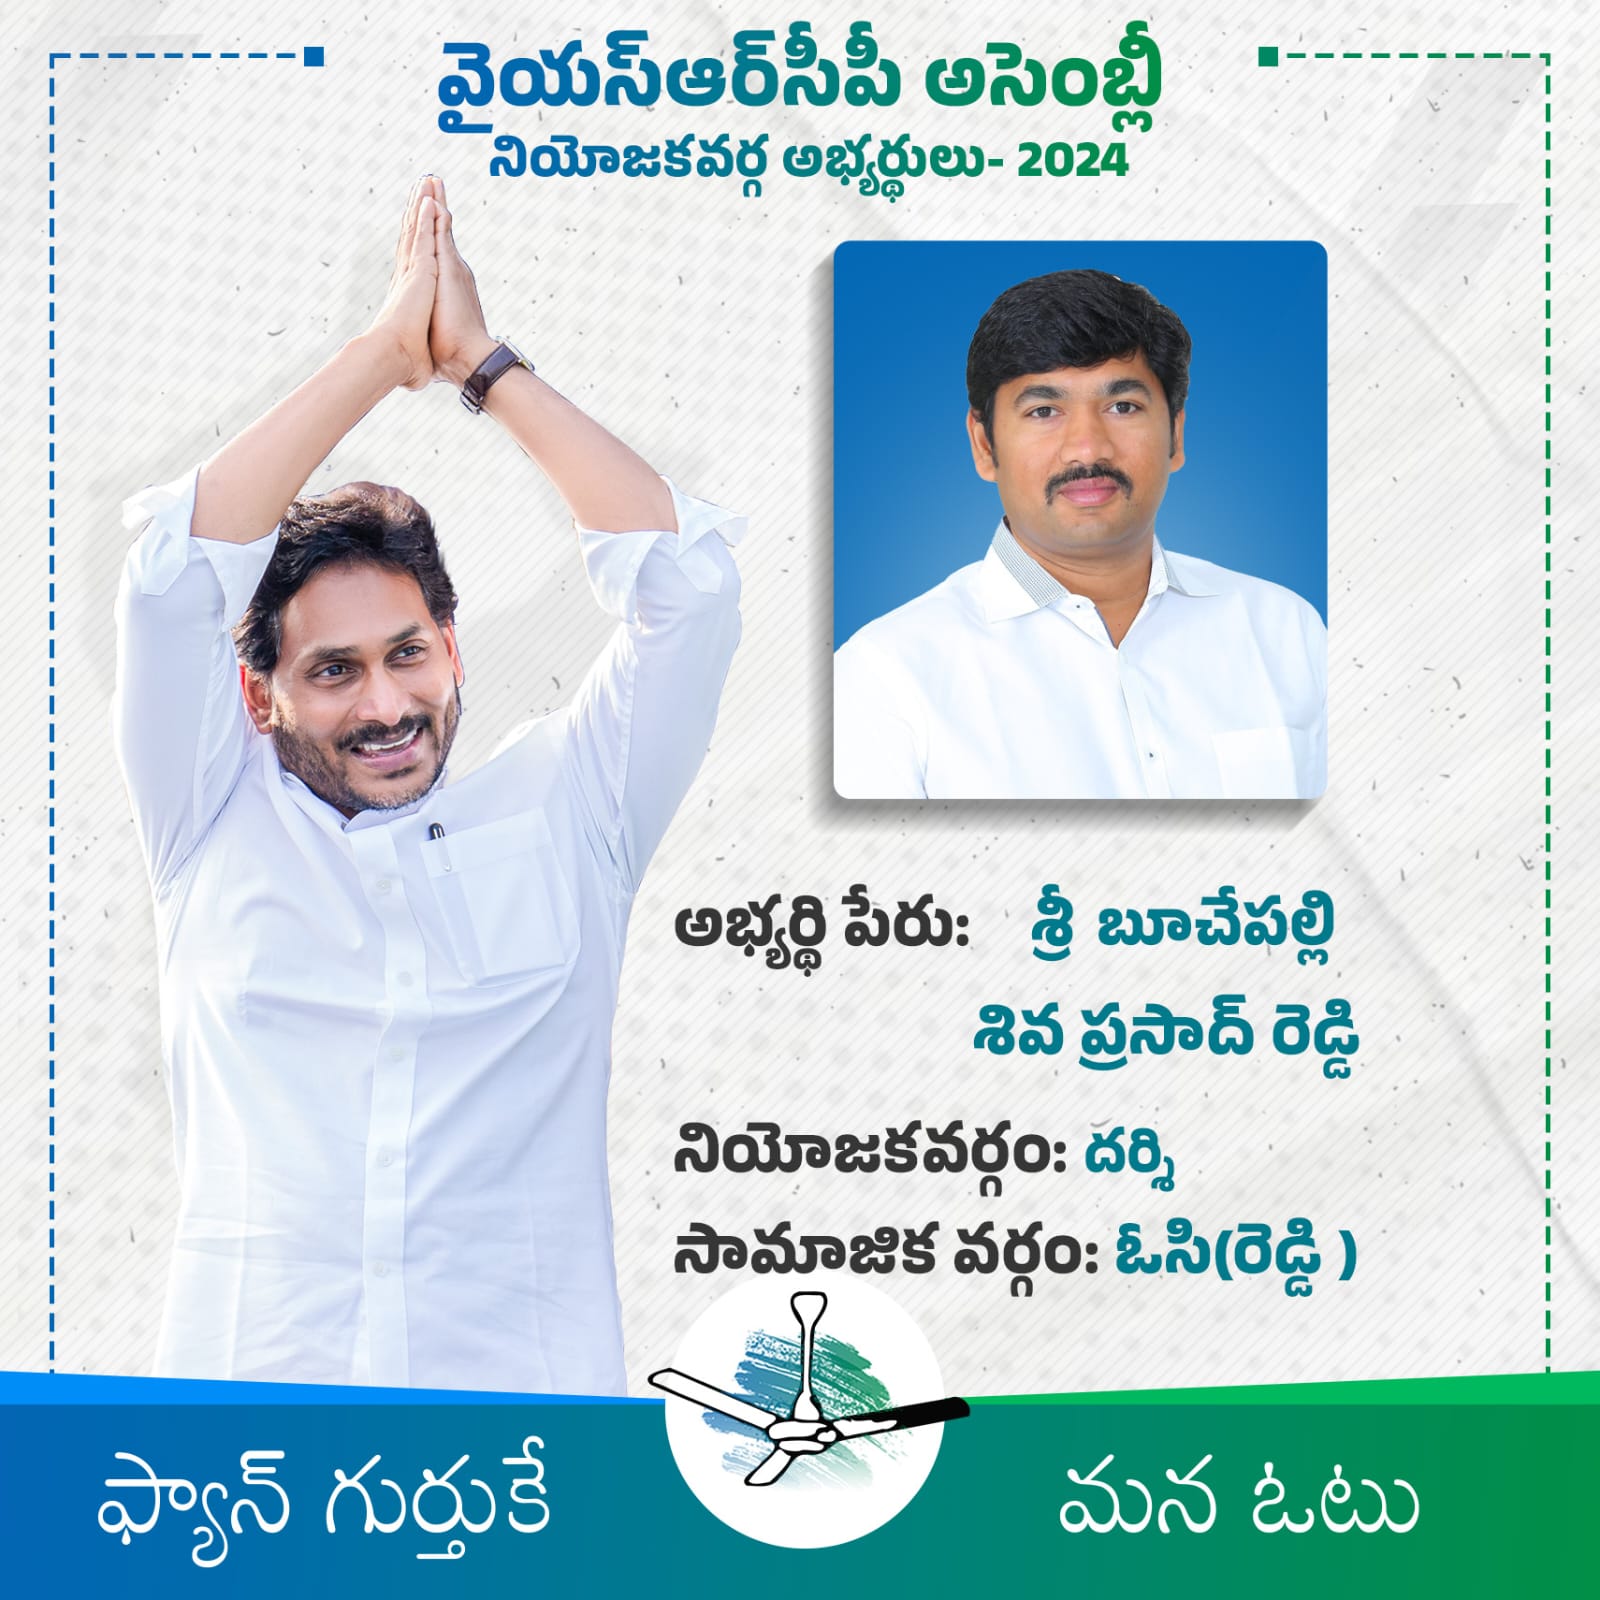 వైయస్ఆర్‌సీపీ అసెంబ్లీ
నియోజకవర్గ అభ్యర్థులు- 2024
అభ్యర్థి పేరు: శ్రీ బూచేపల్లి
శివ ప్రసాద్ రెడ్డి
నియోజకవర్గం: దర్శి
సామాజిక వర్గం: ఓసి(రెడ్డి )
ఫ్యాన్ గుర్తుకే మన ఓటు